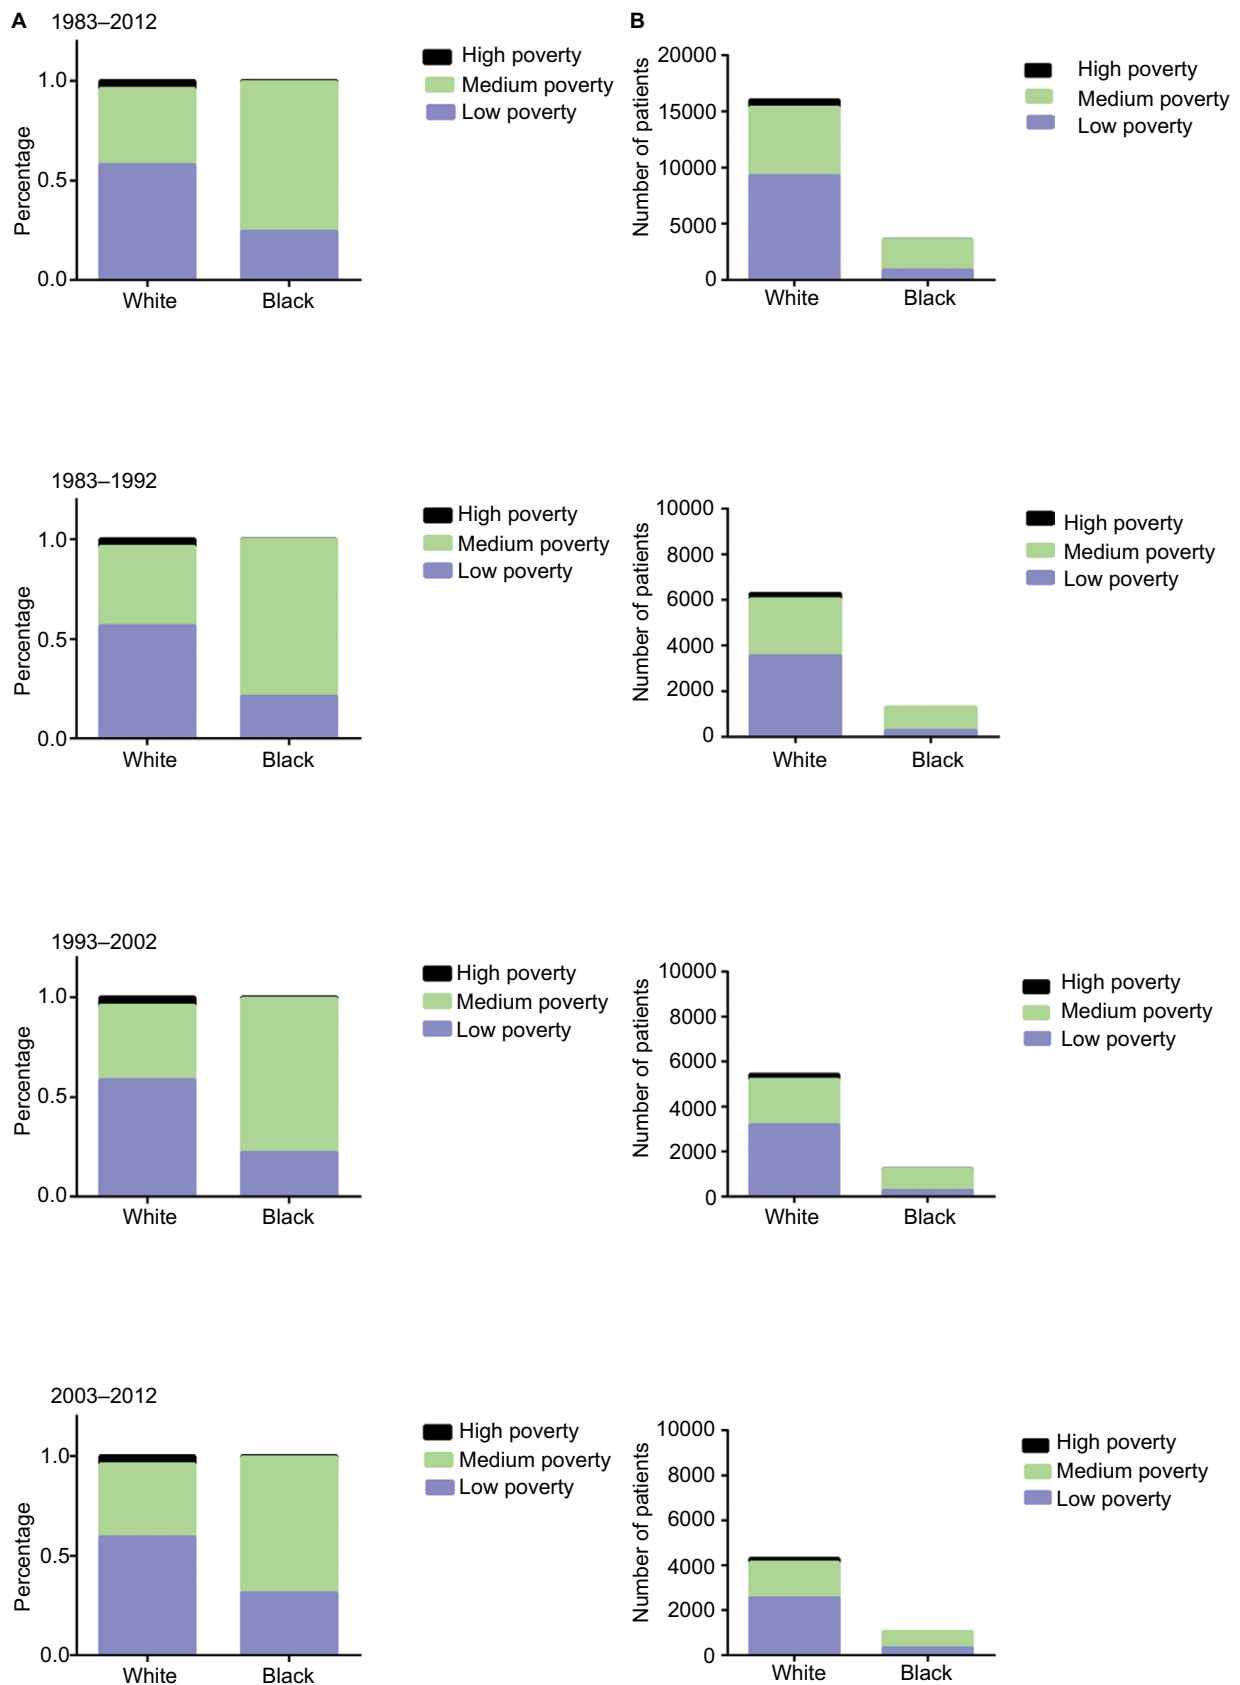 A
1983–2012
Percentage
1.0
0.5
0.0
White
Black
High poverty
Medium poverty
Low poverty
B
Number of patients
20000
15000
10000
5000
0
White
Black
High poverty
Medium poverty
Low poverty
1983–1992
Percentage
1.0
0.5
0.0
White
Black
High poverty
Medium poverty
Low poverty
Number of patients
10000
8000
6000
4000
2000
0
White
Black
High poverty
Medium poverty
Low poverty
1993–2002
Percentage
1.0
0.5
0.0
White
Black
High poverty
Medium poverty
Low poverty
Number of patients
10000
8000
6000
4000
2000
0
White
Black
High poverty
Medium poverty
Low poverty
2003–2012
Percentage
1.0
0.5
0.0
White
Black
High poverty
Medium poverty
Low poverty
Number of patients
10000
8000
6000
4000
2000
0
White
Black
High poverty
Medium poverty
Low poverty